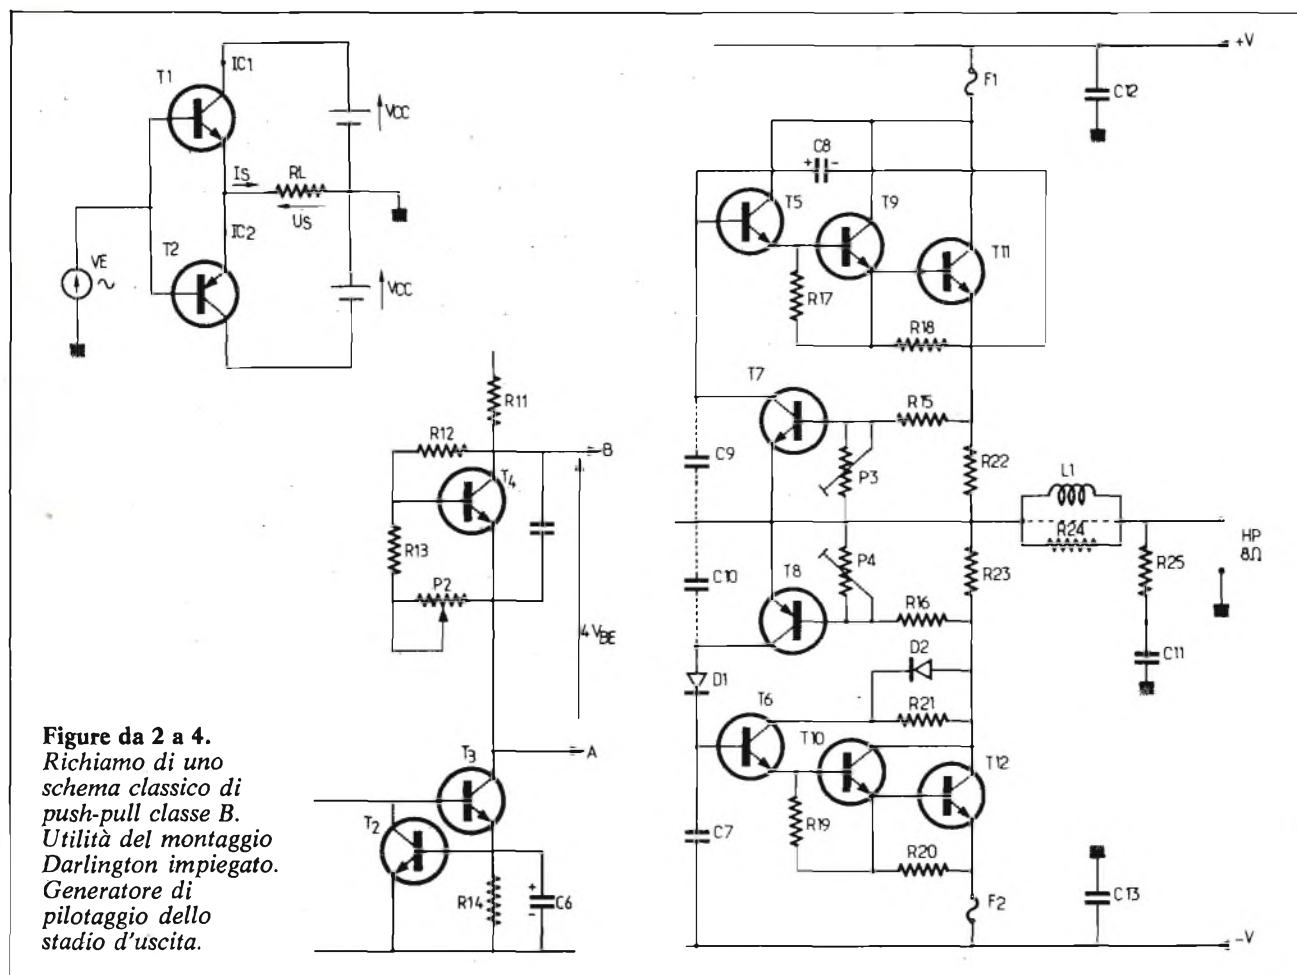 T1
IC1
VCC
IS
RL
US
T2
IC2
VE
VCC
R11
R12
B
T4
R13
P2
4VBE
A
T3
T2
R14
+
-
C6
+V
F1
C12
C8
+
-
T5
T9
T11
R17
R18
T7
R15
C9
P3
R22
L1
R24
HP
8Ω
C10
T8
P4
R23
R25
R16
D2
C11
D1
T6
R21
T10
T12
C7
R19
R20
F2
C13
-V
Figure da 2 a 4.
Richiamo di uno
schema classico di
push-pull classe B.
Utilità del montaggio
Darlington impiegato.
Generatore di
pilotaggio dello
stadio d'uscita.